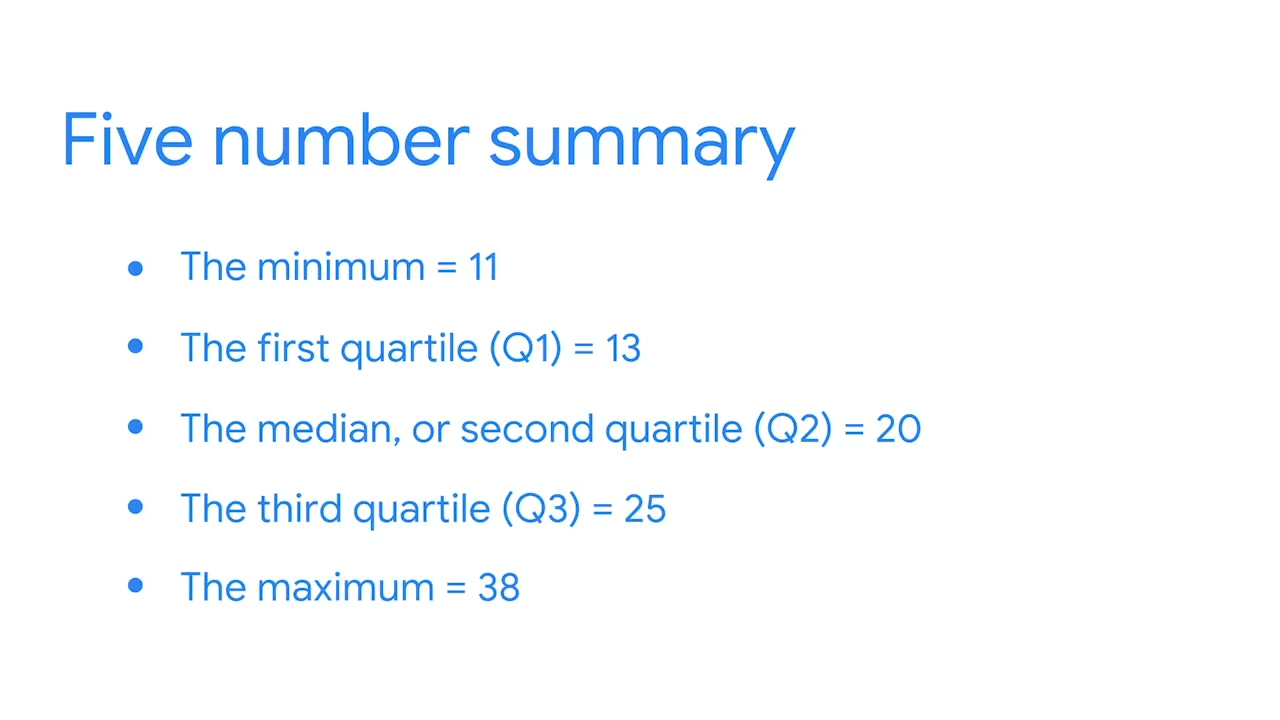 Five number summary
• The minimum = 11
• The first quartile (Q1) = 13
• The median, or second quartile (Q2) = 20
• The third quartile (Q3) = 25
• The maximum = 38